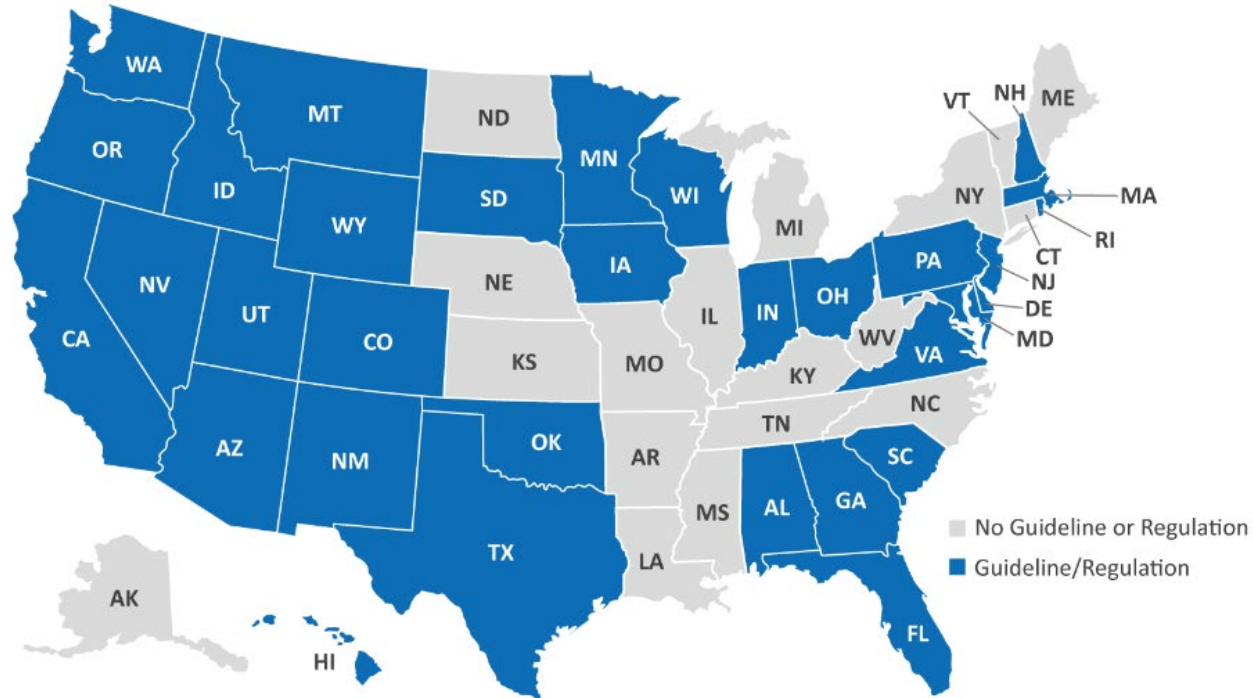 WA
MT
ND
VT
NH
ME
OR
MN
ID
SD
WI
NY
MA
WY
MI
RI
CT
IA
PA
NJ
NV
NE
OH
DE
UT
IL
IN
MD
CA
CO
WV
VA
KS
MO
KY
NC
TN
AZ
OK
NM
AR
SC
MS
AL
GA
No Guideline or Regulation
TX
LA
Guideline/Regulation
AK
FL
HI